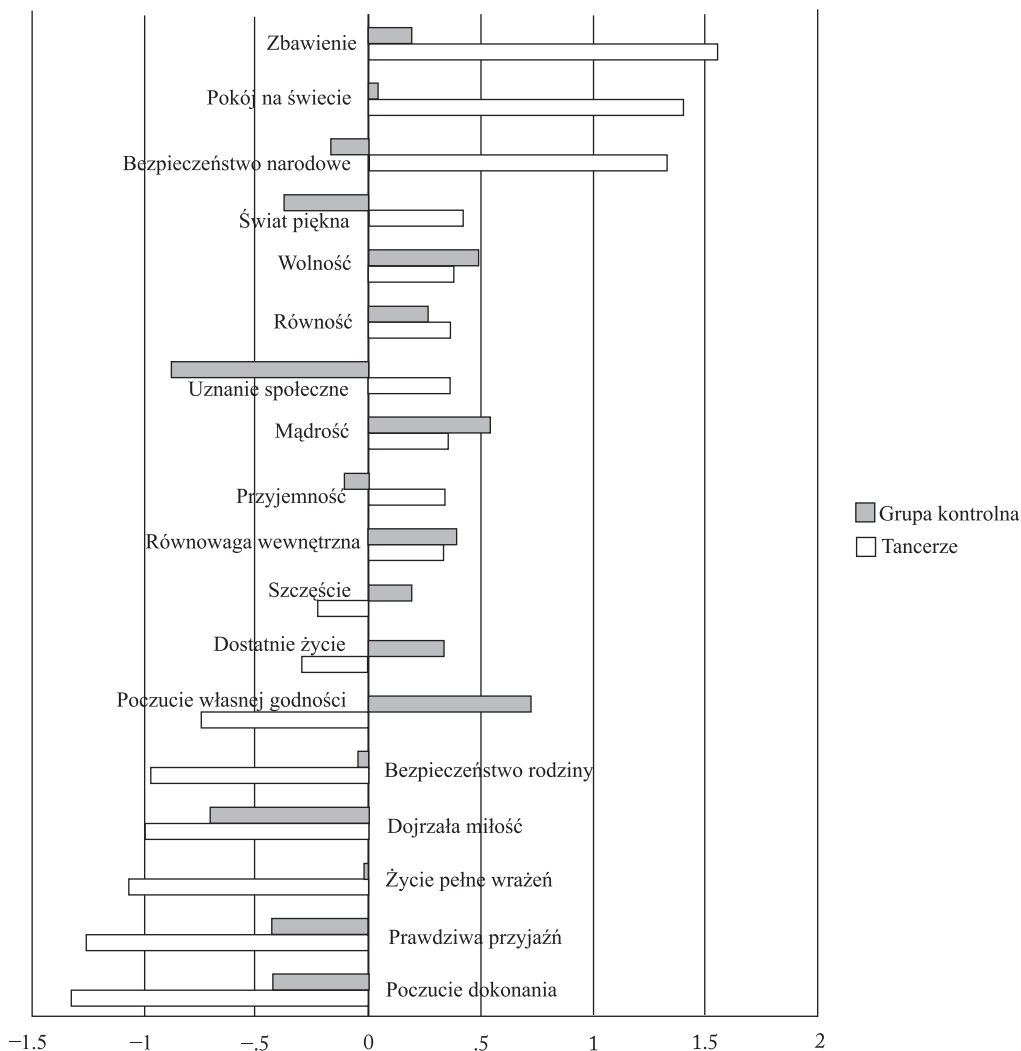 Zbawienie
Pokój na świecie
Bezpieczeństwo narodowe
Świat piękna
Wolność
Równość
Uznanie społeczne
Mądrość
Przyjemność
Równowaga wewnętrzna
Szczęście
Dostatnie życie
Poczucie własnej godności
Bezpieczeństwo rodziny
Dojrzała miłość
Życie pełne wrażeń
Prawdziwa przyjaźń
Poczucie dokonania
Grupa kontrolna
Tancerze
−1.5 −1 −.5 0 .5 1 1.5 2